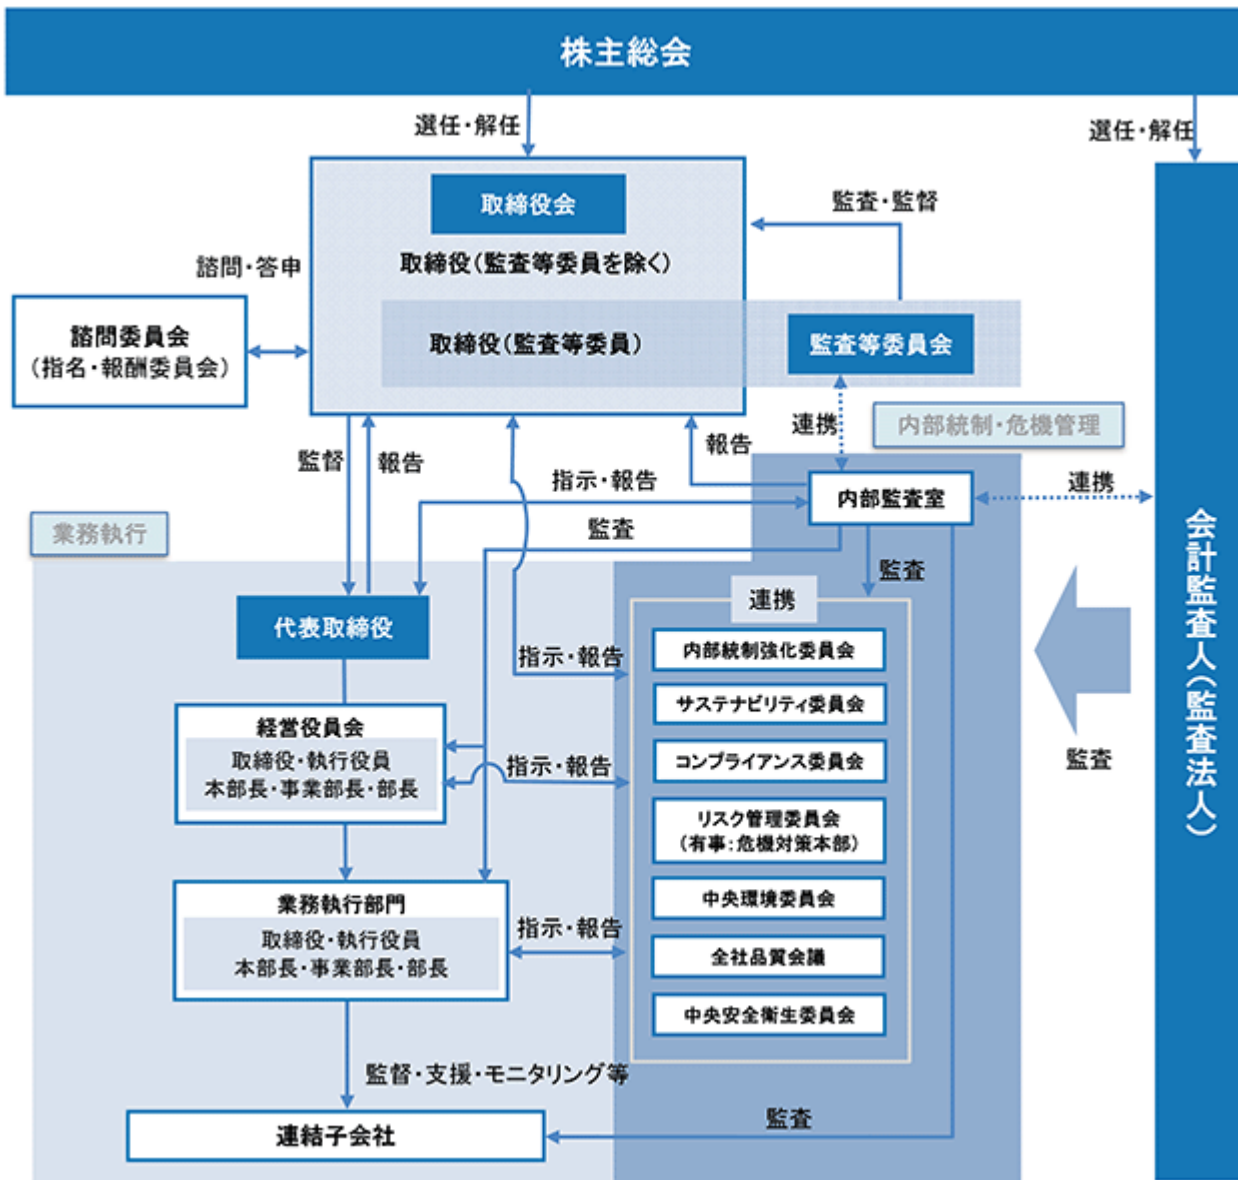 株主総会
選任・解任
選任・解任
取締役会
監査・監督
取締役(監査等委員を除く)
諮問・答申
諮問委員会
(指名・報酬委員会)
取締役(監査等委員)
監査等委員会
連携
内部統制・危機管理
監督
報告
報告
指示・報告
内部監査室
連携
業務執行
監査
監査
会計監査人(監査法人)
連携
代表取締役
指示・報告
内部統制強化委員会
サステナビリティ委員会
経営役員会
取締役・執行役員
本部長・事業部長・部長
指示・報告
コンプライアンス委員会
監査
リスク管理委員会
(有事:危機対策本部)
業務執行部門
取締役・執行役員
本部長・事業部長・部長
指示・報告
中央環境委員会
全社品質会議
中央安全衛生委員会
監督・支援・モニタリング等
連結子会社
監査